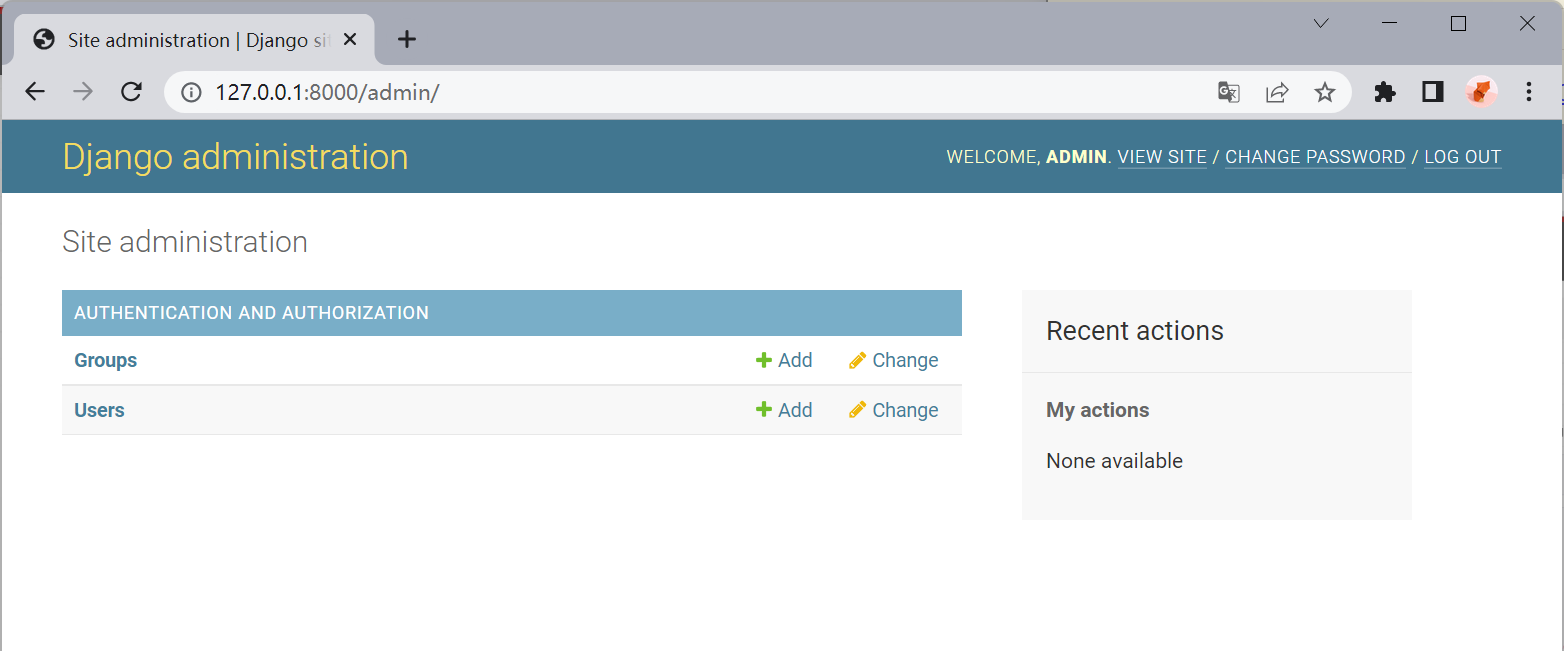 Site administration | Django si
127.0.0.1:8000/admin/
Django administration
WELCOME, ADMIN. VIEW SITE / CHANGE PASSWORD / LOG OUT
Site administration
AUTHENTICATION AND AUTHORIZATION
Groups Add Change
Users Add Change
Recent actions
My actions
None available